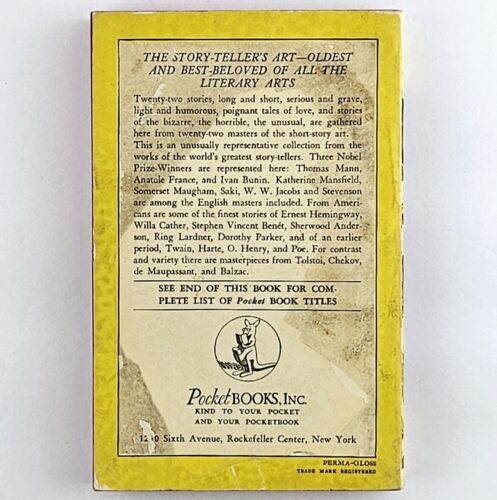 THE STORY-TELLER'S ART—OLDEST
AND BEST-BELOVED OF ALL THE
LITERARY ARTS
Twenty-two stories, long and short, serious and grave,
light and humorous, poignant tales of love, and stories
of the bizarre, the horrible, the unusual, are gathered
here from twenty-two masters of the short-story art.
This is an unusually representative collection from the
works of the world's greatest story-tellers. Three Nobel
Prize-Winners are represented here: Thomas Mann,
Anatole France, and Ivan Bunin. Katherine Mansfield,
Somerset Maugham, Saki, W. W. Jacobs and Stevenson
are among the English masters included. From Ameri-
cans are some of the finest stories of Ernest Hemingway,
Willa Cather, Stephen Vincent Benét, Sherwood Ander-
son, Ring Lardner, Dorothy Parker, and of an earlier
period, Twain, Harte, O. Henry, and Poe. For contrast
and variety there are masterpieces from Tolstoi, Chekov,
de Maupassant, and Balzac.
SEE END OF THIS BOOK FOR COM-
PLETE LIST OF Pocket BOOK TITLES
PocketBOOKS, INC.
KIND TO YOUR POCKET
AND YOUR POCKETBOOK
Sixth Avenue, Rockefeller Center, New York
PERMA-GLOSS
TRADE MARK REGISTERED